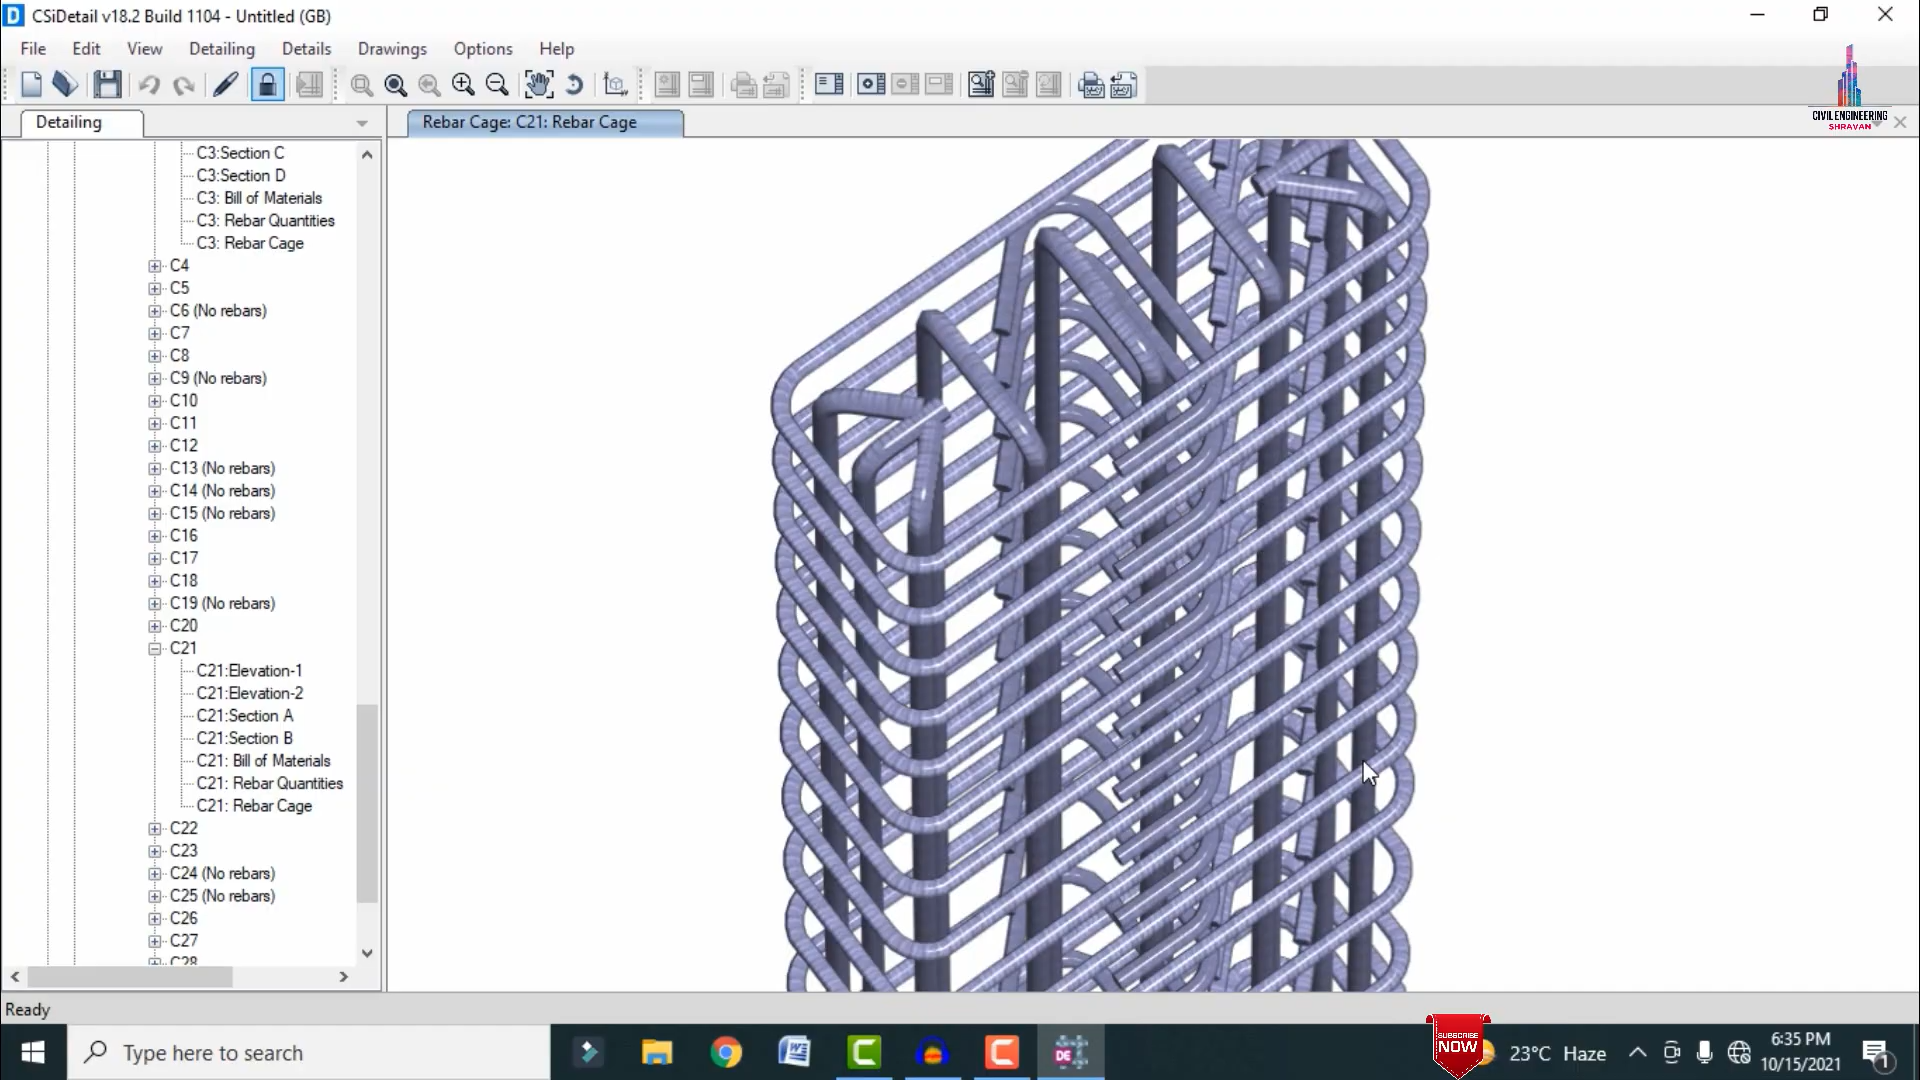 CSiDetail v18.2 Build 1104 - Untitled (GB)
File Edit View Detailing Details Drawings Options Help
CIVIL ENGINEERING
SHRAVAN
Detailing
Rebar Cage: C21: Rebar Cage
C3:Section C
C3:Section D
C3: Bill of Materials
C3: Rebar Quantities
C3: Rebar Cage
C4
C5
C6 (No rebars)
C7
C8
C9 (No rebars)
C10
C11
C12
C13 (No rebars)
C14 (No rebars)
C15 (No rebars)
C16
C17
C18
C19 (No rebars)
C20
C21
C21:Elevation-1
C21:Elevation-2
C21:Section A
C21:Section B
C21: Bill of Materials
C21: Rebar Quantities
C21: Rebar Cage
C22
C23
C24 (No rebars)
C25 (No rebars)
C26
C27
C28
Ready
Type here to search
DE
SUBSCRIBE
NOW
23°C Haze
6:35 PM
10/15/2021
1